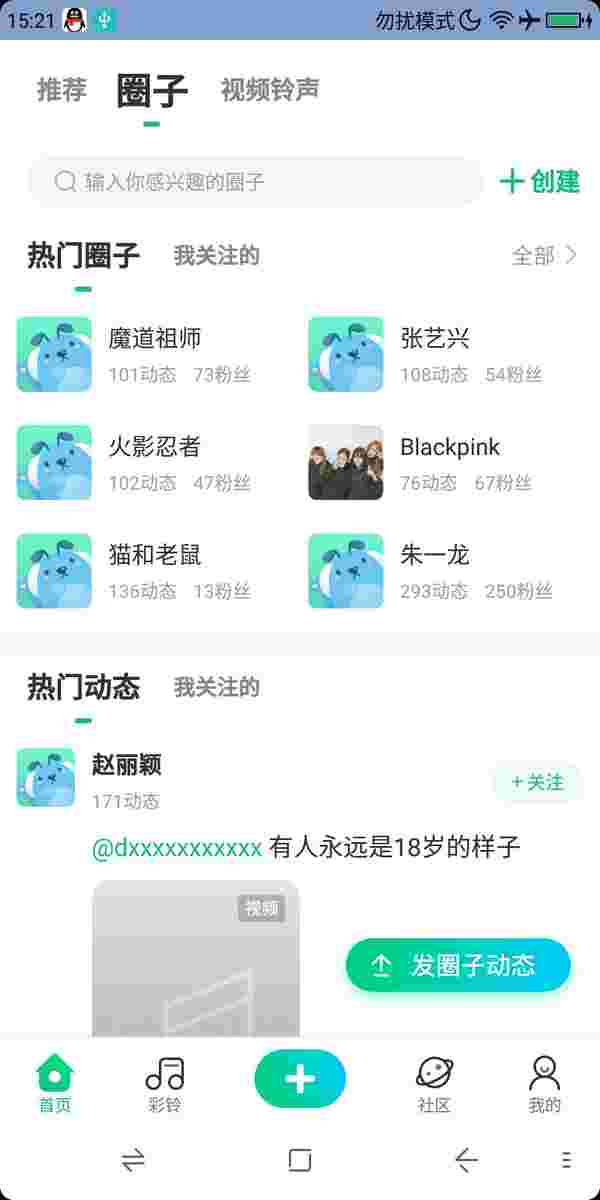 15:21 勿扰模式
推荐 圈子 视频铃声
输入你感兴趣的圈子 创建
热门圈子 我关注的 全部
魔道祖师 张艺兴
101动态 73粉丝 108动态 54粉丝
火影忍者 Blackpink
102动态 47粉丝 76动态 67粉丝
猫和老鼠 朱一龙
136动态 13粉丝 293动态 250粉丝
热门动态 我关注的
赵丽颖
171动态
+关注
@dxxxxxxxxxxx 有人永远是18岁的样子
视频
发圈子动态
首页 彩铃 社区 我的